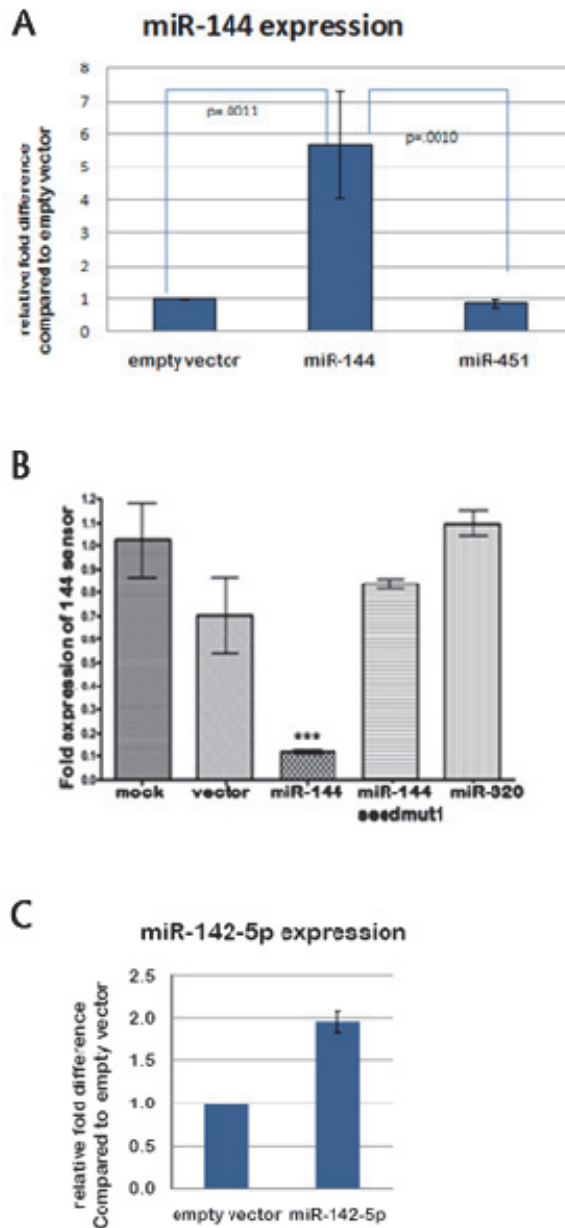 A
miR-144 expression
relative fold difference
compared to empty vector
8
7
6
5
4
3
2
1
0
p=.0011
p=.0010
empty vector miR-144 miR-451
B
Fold expression of 144 sensor
1.2
1.1
1.0
0.9
0.8
0.7
0.6
0.5
0.4
0.3
0.2
0.1
0.0
***
mock vector miR-144 miR-144 miR-320
seedmut1
C
miR-142-5p expression
relative fold difference
Compared to empty vector
2.5
2.0
1.5
1.0
0.5
0.0
empty vector miR-142-5p